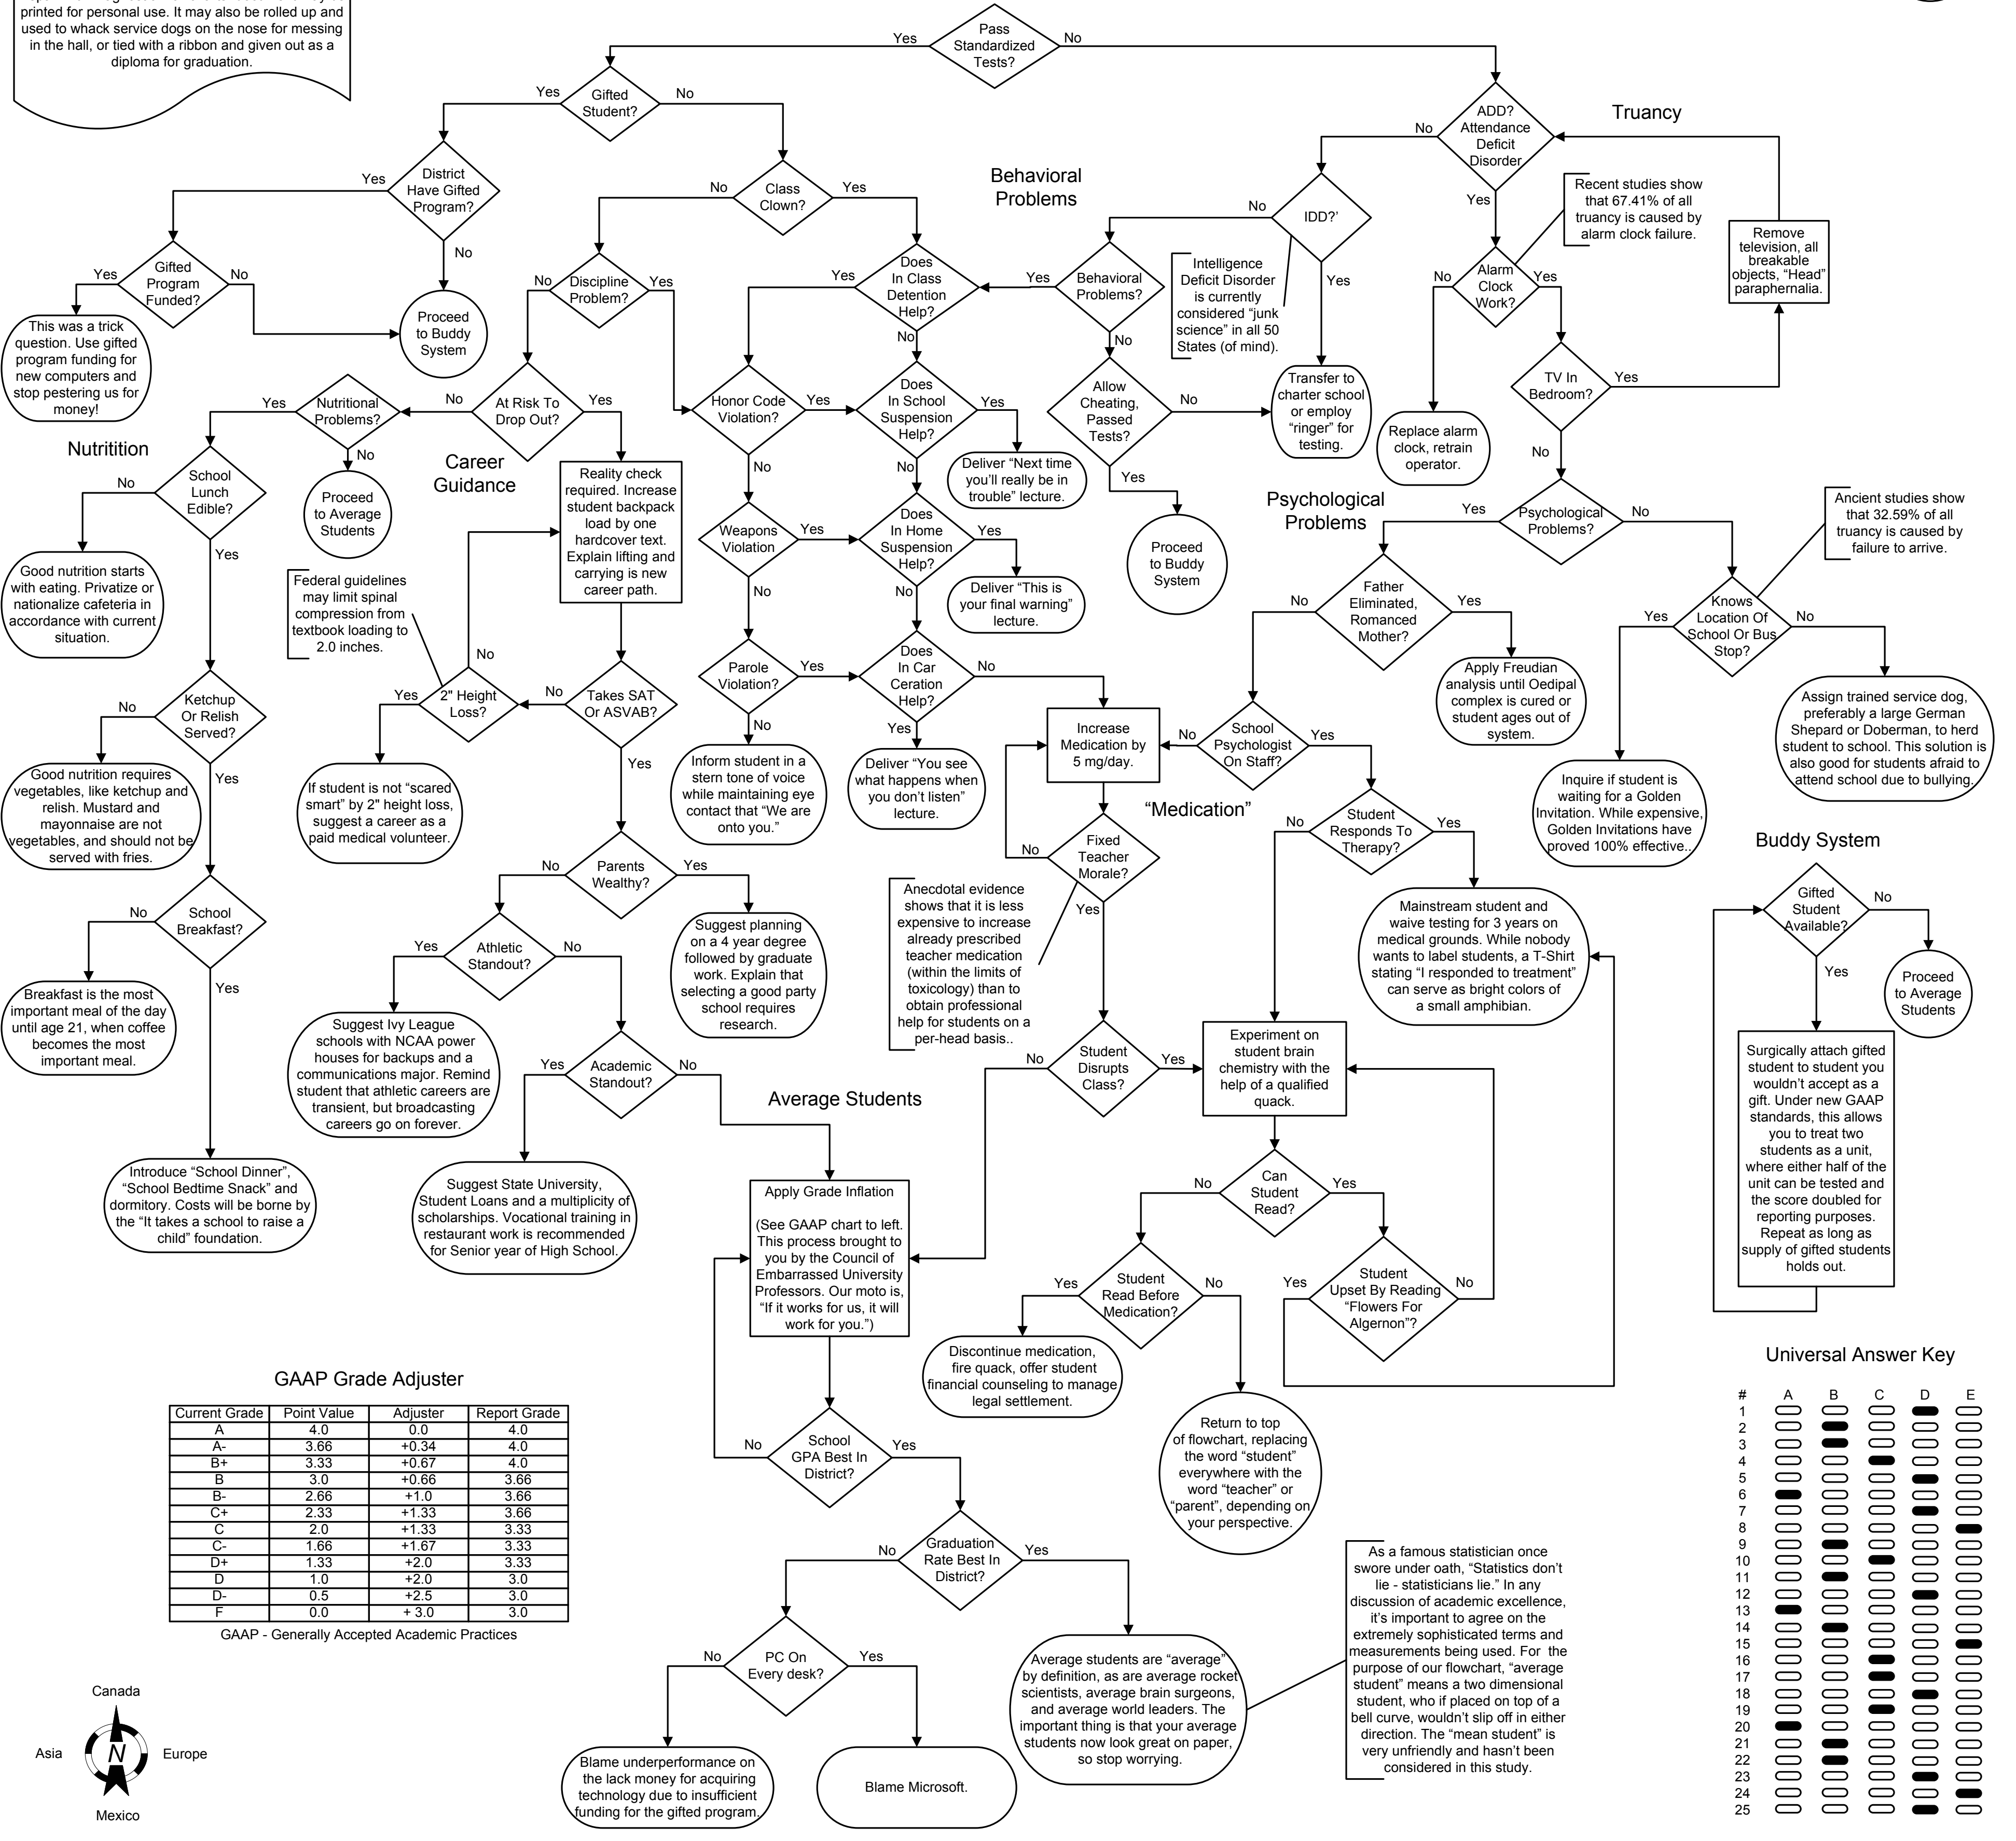 printed for personal use. It may also be rolled up and
used to whack service dogs on the nose for messing
in the hall, or tied with a ribbon and given out as a
diploma for graduation.
Pass
Standardized
Tests?
Yes
No
Gifted
Student?
Yes
No
District
Have Gifted
Program?
Yes
No
Gifted
Program
Funded?
Yes
No
This was a trick
question. Use gifted
program funding for
new computers and
stop pestering us for
money!
Proceed
to Buddy
System
Class
Clown?
No
Yes
Discipline
Problem?
No
Yes
At Risk To
Drop Out?
No
Yes
Nutritional
Problems?
Yes
No
Proceed
to Average
Students
Nutritition
School
Lunch
Edible?
No
Yes
Good nutrition starts
with eating. Privatize or
nationalize cafeteria in
accordance with current
situation.
Ketchup
Or Relish
Served?
No
Yes
Good nutrition requires
vegetables, like ketchup and
relish. Mustard and
mayonnaise are not
vegetables, and should not be
served with fries.
School
Breakfast?
No
Yes
Breakfast is the most
important meal of the day
until age 21, when coffee
becomes the most
important meal.
Introduce “School Dinner”,
“School Bedtime Snack” and
dormitory. Costs will be borne by
the “It takes a school to raise a
child” foundation.
Career
Guidance
Reality check
required. Increase
student backpack
load by one
hardcover text.
Explain lifting and
carrying is new
career path.
Federal guidelines
may limit spinal
compression from
textbook loading to
2.0 inches.
Takes SAT
Or ASVAB?
No
Yes
2" Height
Loss?
No
Yes
If student is not “scared
smart” by 2" height loss,
suggest a career as a
paid medical volunteer.
Parents
Wealthy?
No
Yes
Suggest planning
on a 4 year degree
followed by graduate
work. Explain that
selecting a good party
school requires
research.
Athletic
Standout?
Yes
No
Suggest Ivy League
schools with NCAA power
houses for backups and a
communications major. Remind
student that athletic careers are
transient, but broadcasting
careers go on forever.
Academic
Standout?
Yes
No
Suggest State University,
Student Loans and a multiplicity of
scholarships. Vocational training in
restaurant work is recommended
for Senior year of High School.
Behavioral
Problems
Does
In Class
Detention
Help?
Yes
No
Honor Code
Violation?
Yes
No
Does
In School
Suspension
Help?
Yes
No
Deliver “Next time
you’ll really be in
trouble” lecture.
Weapons
Violation
Yes
No
Does
In Home
Suspension
Help?
Yes
No
Deliver “This is
your final warning”
lecture.
Parole
Violation?
Yes
No
Does
In Car
Ceration
Help?
No
Yes
Inform student in a
stern tone of voice
while maintaining eye
contact that “We are
onto you.”
Deliver “You see
what happens when
you don’t listen”
lecture.
Behavioral
Problems?
Yes
No
Allow
Cheating,
Passed
Tests?
No
Yes
Proceed
to Buddy
System
IDD?’
No
Yes
Intelligence
Deficit Disorder
is currently
considered “junk
science” in all 50
States (of mind).
Transfer to
charter school
or employ
“ringer” for
testing.
Truancy
ADD?
Attendance
Deficit
Disorder
No
Yes
Recent studies show
that 67.41% of all
truancy is caused by
alarm clock failure.
Alarm
Clock
Work?
No
Yes
Replace alarm
clock, retrain
operator.
TV In
Bedroom?
Yes
No
Remove
television, all
breakable
objects, “Head”
paraphernalia.
Psychological
Problems
Psychological
Problems?
Yes
No
Ancient studies show
that 32.59% of all
truancy is caused by
failure to arrive.
Father
Eliminated,
Romanced
Mother?
No
Yes
Apply Freudian
analysis until Oedipal
complex is cured or
student ages out of
system.
Knows
Location Of
School Or Bus
Stop?
Yes
No
Inquire if student is
waiting for a Golden
Invitation. While expensive,
Golden Invitations have
proved 100% effective..
Assign trained service dog,
preferably a large German
Shepard or Doberman, to herd
student to school. This solution is
also good for students afraid to
attend school due to bullying.
School
Psychologist
On Staff?
No
Yes
Increase
Medication by
5 mg/day.
“Medication”
Fixed
Teacher
Morale?
No
Yes
Anecdotal evidence
shows that it is less
expensive to increase
already prescribed
teacher medication
(within the limits of
toxicology) than to
obtain professional
help for students on a
per-head basis..
Student
Responds To
Therapy?
No
Yes
Mainstream student and
waive testing for 3 years on
medical grounds. While nobody
wants to label students, a T-Shirt
stating “I responded to treatment”
can serve as bright colors of
a small amphibian.
Student
Disrupts
Class?
No
Yes
Experiment on
student brain
chemistry with the
help of a qualified
quack.
Can
Student
Read?
No
Yes
Student
Read Before
Medication?
Yes
No
Student
Upset By Reading
“Flowers For
Algernon”?
Yes
No
Discontinue medication,
fire quack, offer student
financial counseling to manage
legal settlement.
Return to top
of flowchart, replacing
the word “student”
everywhere with the
word “teacher” or
“parent”, depending on
your perspective.
Buddy System
Gifted
Student
Available?
No
Yes
Proceed
to Average
Students
Surgically attach gifted
student to student you
wouldn’t accept as a
gift. Under new GAAP
standards, this allows
you to treat two
students as a unit,
where either half of the
unit can be tested and
the score doubled for
reporting purposes.
Repeat as long as
supply of gifted students
holds out.
Average Students
Apply Grade Inflation
(See GAAP chart to left.
This process brought to
you by the Council of
Embarrassed University
Professors. Our moto is,
“If it works for us, it will
work for you.”)
School
GPA Best In
District?
No
Yes
Graduation
Rate Best In
District?
No
Yes
PC On
Every desk?
No
Yes
Blame underperformance on
the lack money for acquiring
technology due to insufficient
funding for the gifted program.
Blame Microsoft.
Average students are “average”
by definition, as are average rocket
scientists, average brain surgeons,
and average world leaders. The
important thing is that your average
students now look great on paper,
so stop worrying.
As a famous statistician once
swore under oath, “Statistics don’t
lie - statisticians lie.” In any
discussion of academic excellence,
it’s important to agree on the
extremely sophisticated terms and
measurements being used. For the
purpose of our flowchart, “average
student” means a two dimensional
student, who if placed on top of a
bell curve, wouldn’t slip off in either
direction. The “mean student” is
very unfriendly and hasn’t been
considered in this study.
GAAP Grade Adjuster
Current Grade Point Value Adjuster Report Grade
A 4.0 0.0 4.0
A- 3.66 +0.34 4.0
B+ 3.33 +0.67 4.0
B 3.0 +0.66 3.66
B- 2.66 +1.0 3.66
C+ 2.33 +1.33 3.66
C 2.0 +1.33 3.33
C- 1.66 +1.67 3.33
D+ 1.33 +2.0 3.33
D 1.0 +2.0 3.0
D- 0.5 +2.5 3.0
F 0.0 + 3.0 3.0
GAAP - Generally Accepted Academic Practices
Canada
Asia
N
Europe
Mexico
Universal Answer Key
# A B C D E
1
2
3
4
5
6
7
8
9
10
11
12
13
14
15
16
17
18
19
20
21
22
23
24
25